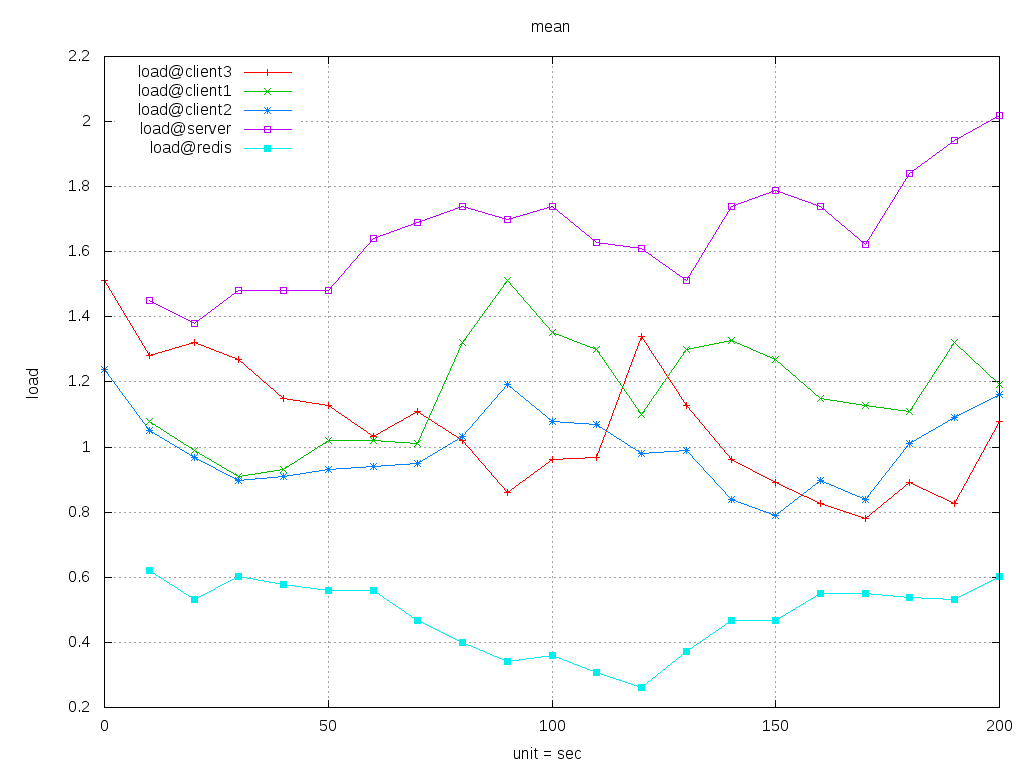 mean
2.2
2
1.8
1.6
1.4
1.2
1
0.8
0.6
0.4
0.2
load
load@client3
load@client1
load@client2
load@server
load@redis
0 50 100 150 200
unit = sec